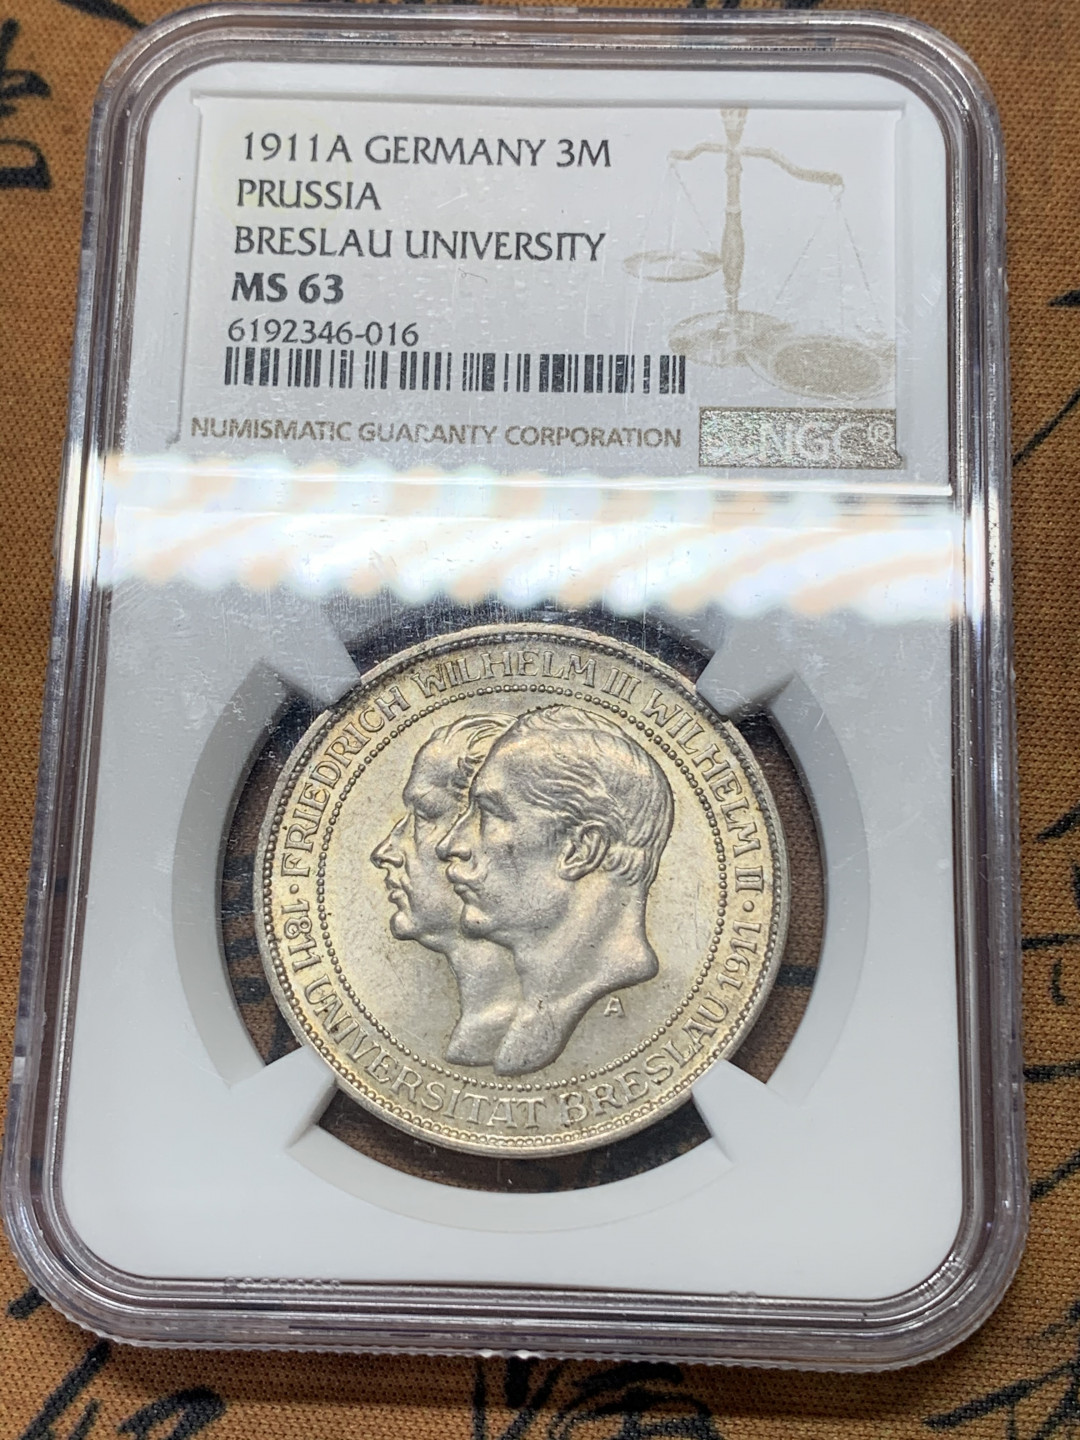 1911A GERMANY 3M
PRUSSIA
BRESLAU UNIVERSITY
MS 63
6192346-016
NUMISMATIC GUARANTY CORPORATION
NGC®
FRIEDRICH WILHELM III WILHELM II
1811 UNIVERSITÄT BRESLAU 1911
A